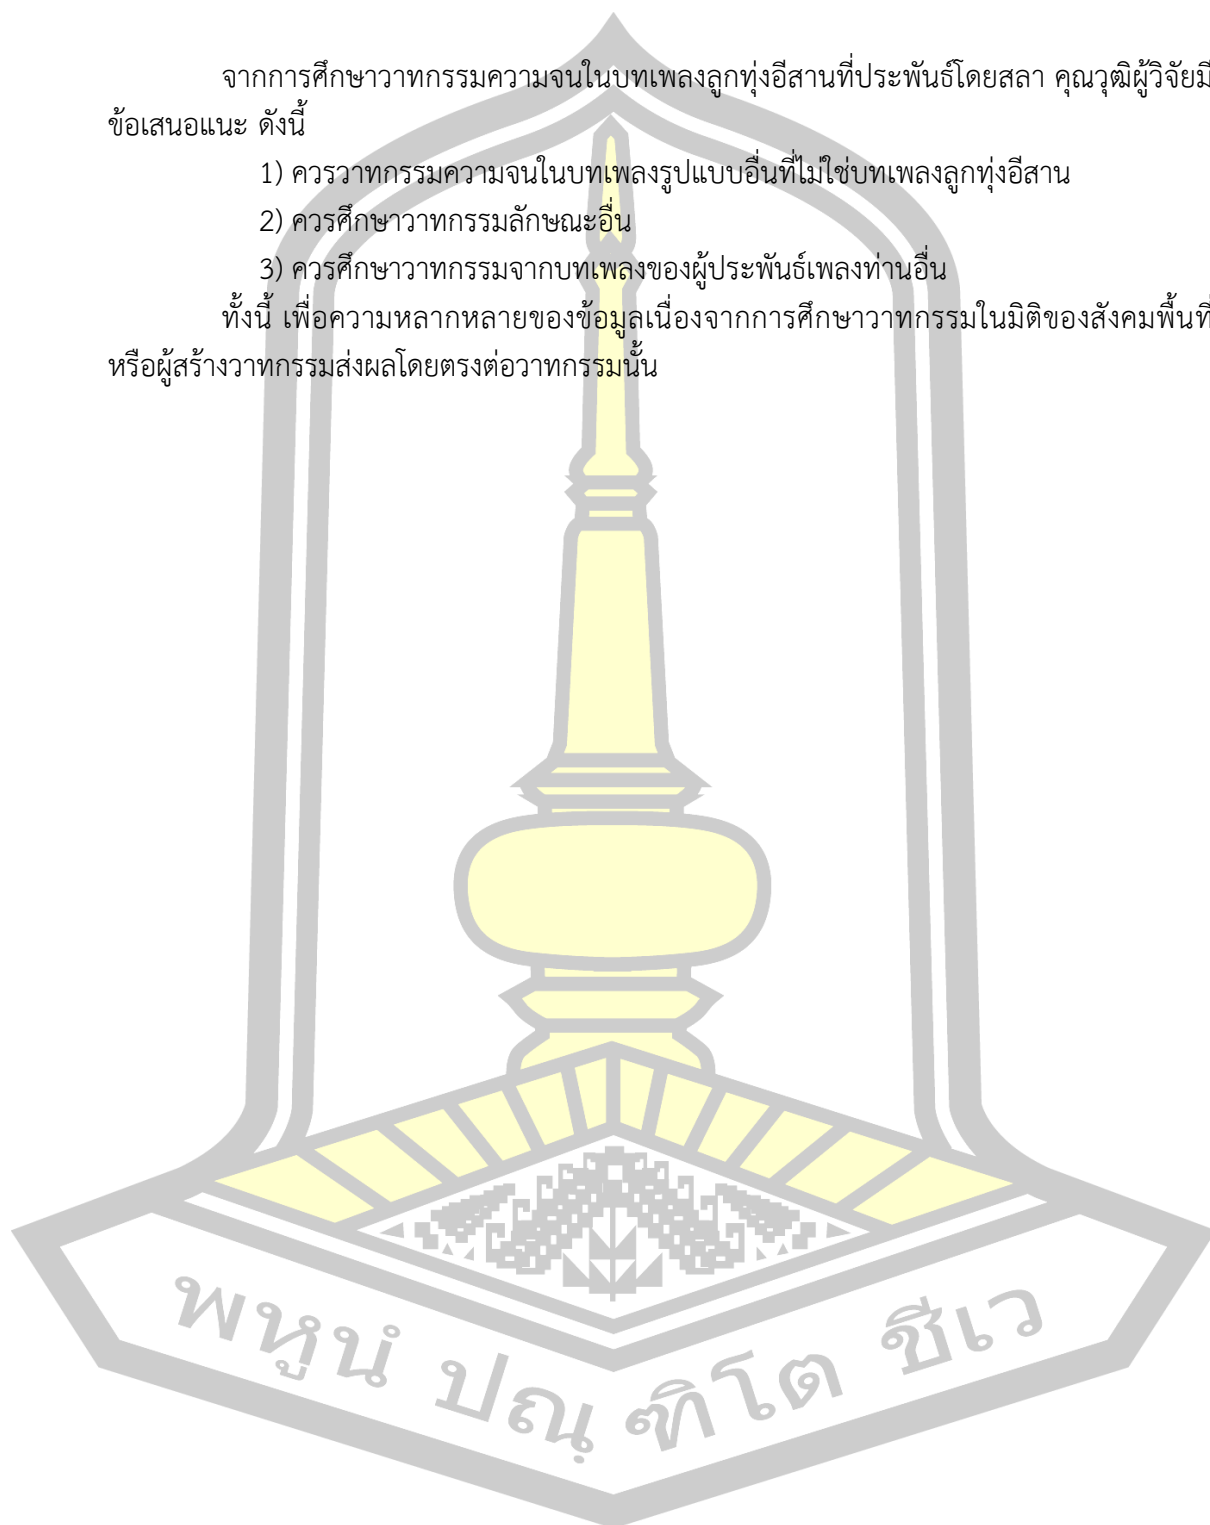 จากการศึกษาวาทกรรมความจนในบทเพลงลูกทุ่งอีสานที่ประพันธ์โดยสลา คุณวุฒิผู้วิจัยมี
ข้อเสนอแนะ ดังนี้
1) ควรวาทกรรมความจนในบทเพลงรูปแบบอื่นที่ไม่ใช่บทเพลงลูกทุ่งอีสาน
2) ควรศึกษาวาทกรรมลักษณะอื่น
3) ควรศึกษาวาทกรรมจากบทเพลงของผู้ประพันธ์เพลงท่านอื่น
ทั้งนี้ เพื่อความหลากหลายของข้อมูลเนื่องจากการศึกษาวาทกรรมในมิติของสังคมพื้นที่
หรือผู้สร้างวาทกรรมส่งผลโดยตรงต่อวาทกรรมนั้น
พหูนํ ปณฺฑิโต ชีเว